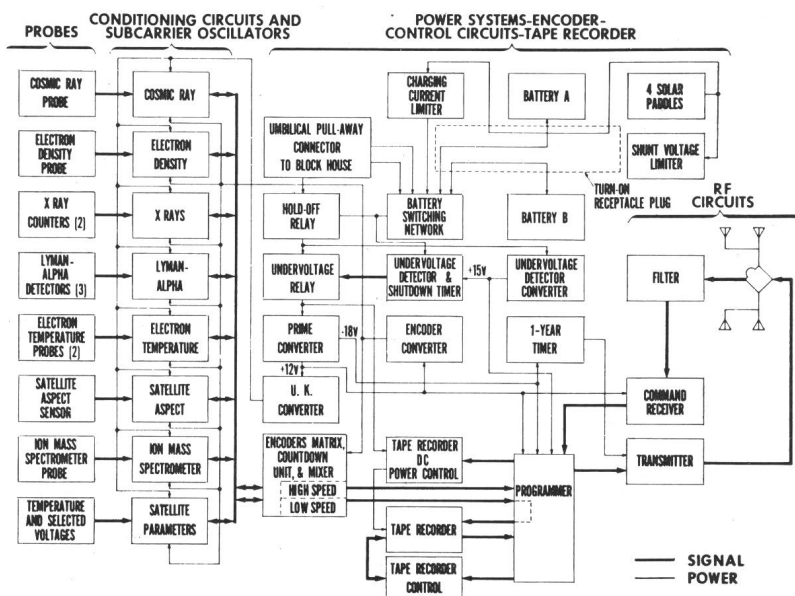 PROBES
CONDITIONING CIRCUITS AND
SUBCARRIER OSCILLATORS
POWER SYSTEMS-ENCODER-
CONTROL CIRCUITS-TAPE RECORDER
COSMIC RAY
PROBE
ELECTRON
DENSITY
PROBE
X RAY
COUNTERS (2)
LYMAN-
ALPHA
DETECTORS (3)
ELECTRON
TEMPERATURE
PROBES (2)
SATELLITE
ASPECT
SENSOR
ION MASS
SPECTROMETER
PROBE
TEMPERATURE
AND SELECTED
VOLTAGES
COSMIC RAY
ELECTRON
DENSITY
X RAYS
LYMAN-
ALPHA
ELECTRON
TEMPERATURE
SATELLITE
ASPECT
ION MASS
SPECTROMETER
SATELLITE
PARAMETERS
CHARGING
CURRENT
LIMITER
BATTERY A
4 SOLAR
PADDLES
UMBILICAL PULL-AWAY
CONNECTOR
TO BLOCK HOUSE
SHUNT VOLTAGE
LIMITER
TURN-ON
RECEPTACLE PLUG
HOLD-OFF
RELAY
BATTERY
SWITCHING
NETWORK
BATTERY B
UNDERVOLTAGE
RELAY
UNDERVOLTAGE
DETECTOR &
SHUTDOWN TIMER
+15v
UNDERVOLTAGE
DETECTOR
CONVERTER
PRIME
CONVERTER
-18v
ENCODER
CONVERTER
1-YEAR
TIMER
+12v
U. K.
CONVERTER
ENCODERS MATRIX,
COUNTDOWN
UNIT, & MIXER
HIGH SPEED
LOW SPEED
TAPE RECORDER
DC
POWER CONTROL
TAPE RECORDER
TAPE RECORDER
CONTROL
PROGRAMMER
RF
CIRCUITS
FILTER
COMMAND
RECEIVER
TRANSMITTER
SIGNAL
POWER